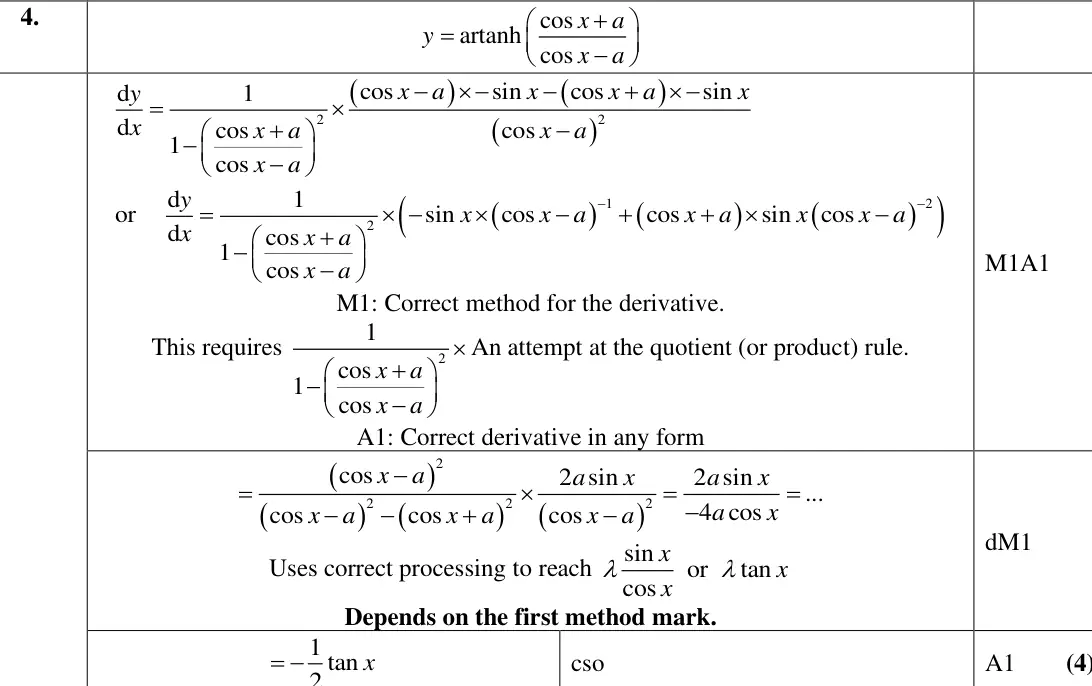 4.
y = artanh((cos x + a)/(cos x − a))
dy/dx = 1/(1 − ((cos x + a)/(cos x − a))²) × ((cos x − a) × −sin x − (cos x + a) × −sin x)/(cos x − a)²
or dy/dx = 1/(1 − ((cos x + a)/(cos x − a))²) × (−sin x × (cos x − a)⁻¹ + (cos x + a) × sin x (cos x − a)⁻²)
M1A1
M1: Correct method for the derivative.
This requires 1/(1 − ((cos x + a)/(cos x − a))²) × An attempt at the quotient (or product) rule.
A1: Correct derivative in any form
= (cos x − a)²/((cos x − a)² − (cos x + a)²) × 2a sin x/(cos x − a)² = 2a sin x/−4a cos x = ...
dM1
Uses correct processing to reach λ sin x/cos x or λ tan x
Depends on the first method mark.
= −1/2 tan x cso A1 (4)